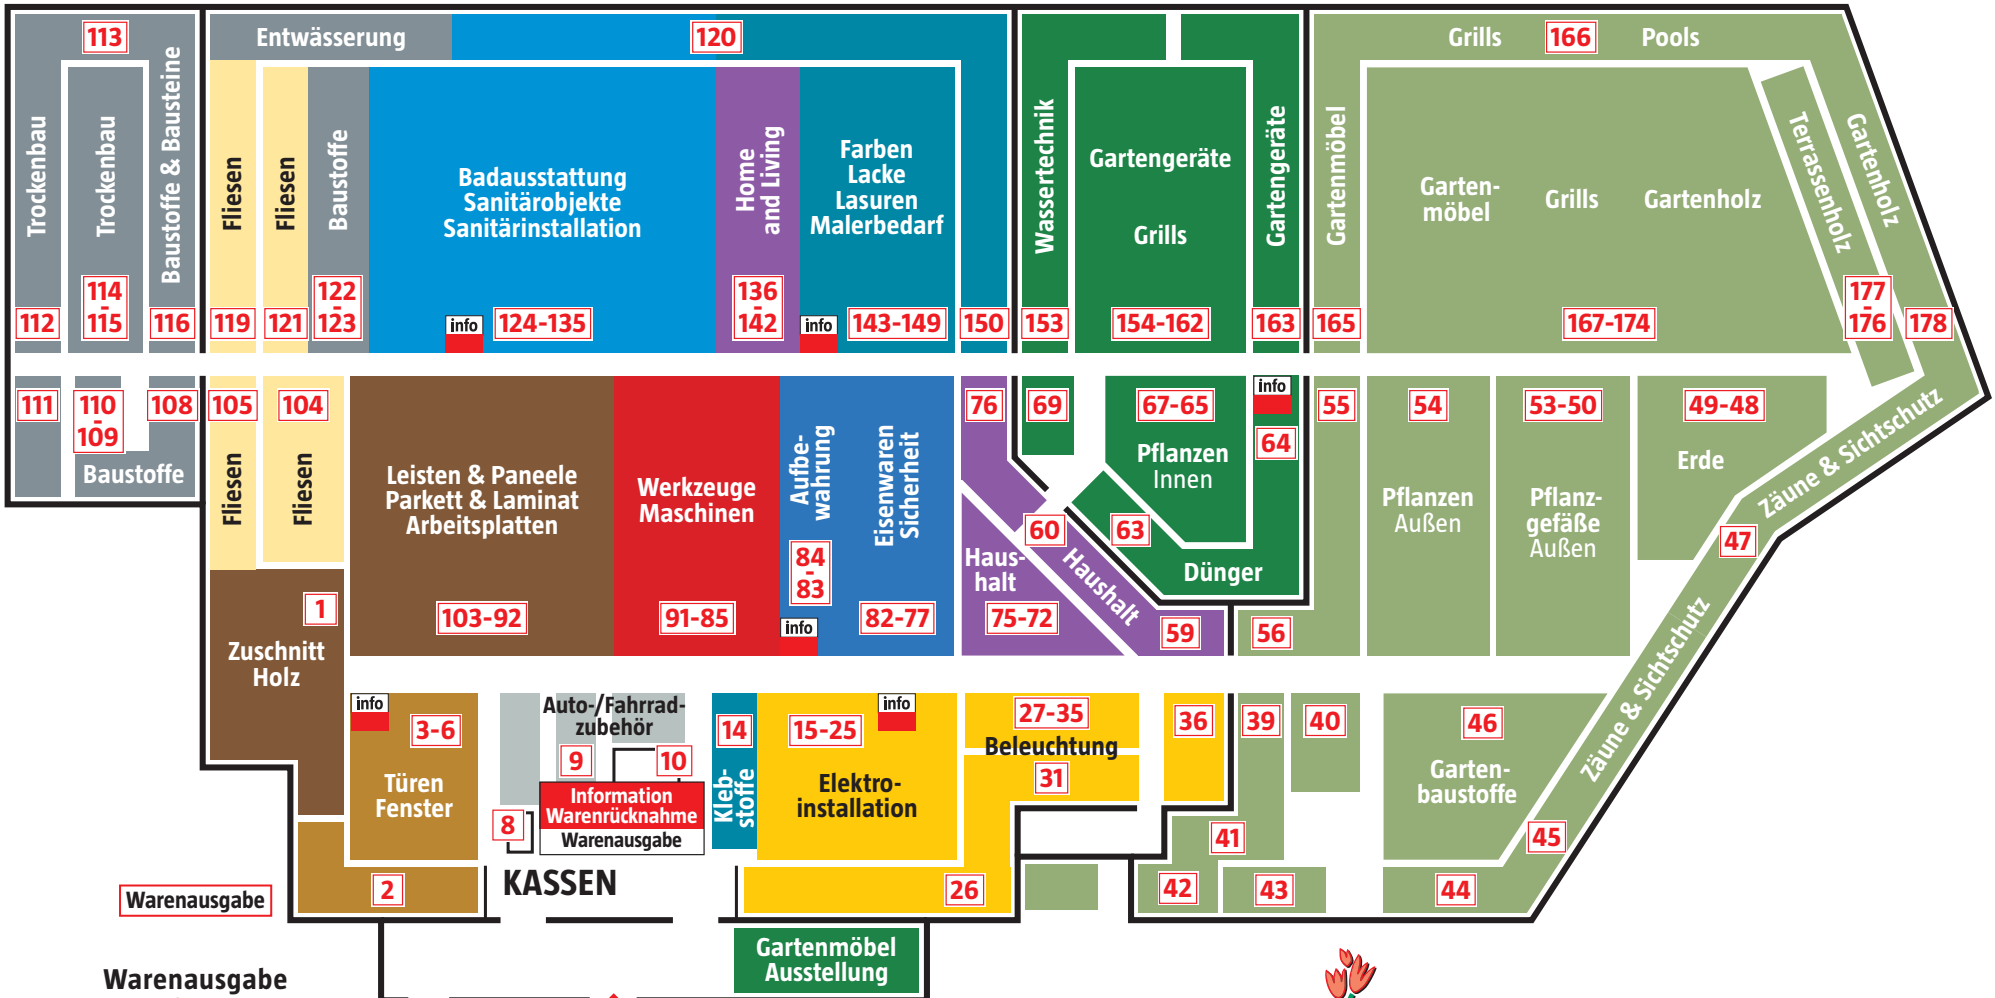 113
Entwässerung
120
Grills
166
Pools
Trockenbau
Trockenbau
Baustoffe & Bausteine
Fliesen
Fliesen
Baustoffe
Badausstattung
Sanitärobjekte
Sanitärinstallation
Home
and Living
Farben
Lacke
Lasuren
Malerbedarf
Wassertechnik
Gartengeräte
Grills
Gartengeräte
Gartenmöbel
Garten-
möbel
Grills
Gartenholz
Terrassenholz
Gartenholz
112
114
-
115
116
119
121
122
-
123
info
124-135
136
-
142
info
143-149
150
153
154-162
163
165
167-174
177
-
176
178
111
110
-
109
108
105
104
76
69
67-65
info
64
55
54
53-50
49-48
Baustoffe
Fliesen
Fliesen
Leisten & Paneele
Parkett & Laminat
Arbeitsplatten
Werkzeuge
Maschinen
Aufbe-
wahrung
Eisenwaren
Sicherheit
Pflanzen
Innen
Pflanzen
Außen
Pflanz-
gefäße
Außen
Erde
Zäune & Sichtschutz
47
60
63
Haus-
halt
Haushalt
Dünger
84
-
83
1
103-92
91-85
info
82-77
75-72
59
56
Zuschnitt
Holz
Zäune & Sichtschutz
info
3-6
Türen
Fenster
Auto-/Fahrrad-
zubehör
9
10
Information
Warenrücknahme
Warenausgabe
8
14
Kleb-
stoffe
15-25
info
Elektro-
installation
27-35
Beleuchtung
31
36
39
40
46
Garten-
baustoffe
41
45
2
KASSEN
26
42
43
44
Warenausgabe
Gartenmöbel
Ausstellung
Warenausgabe